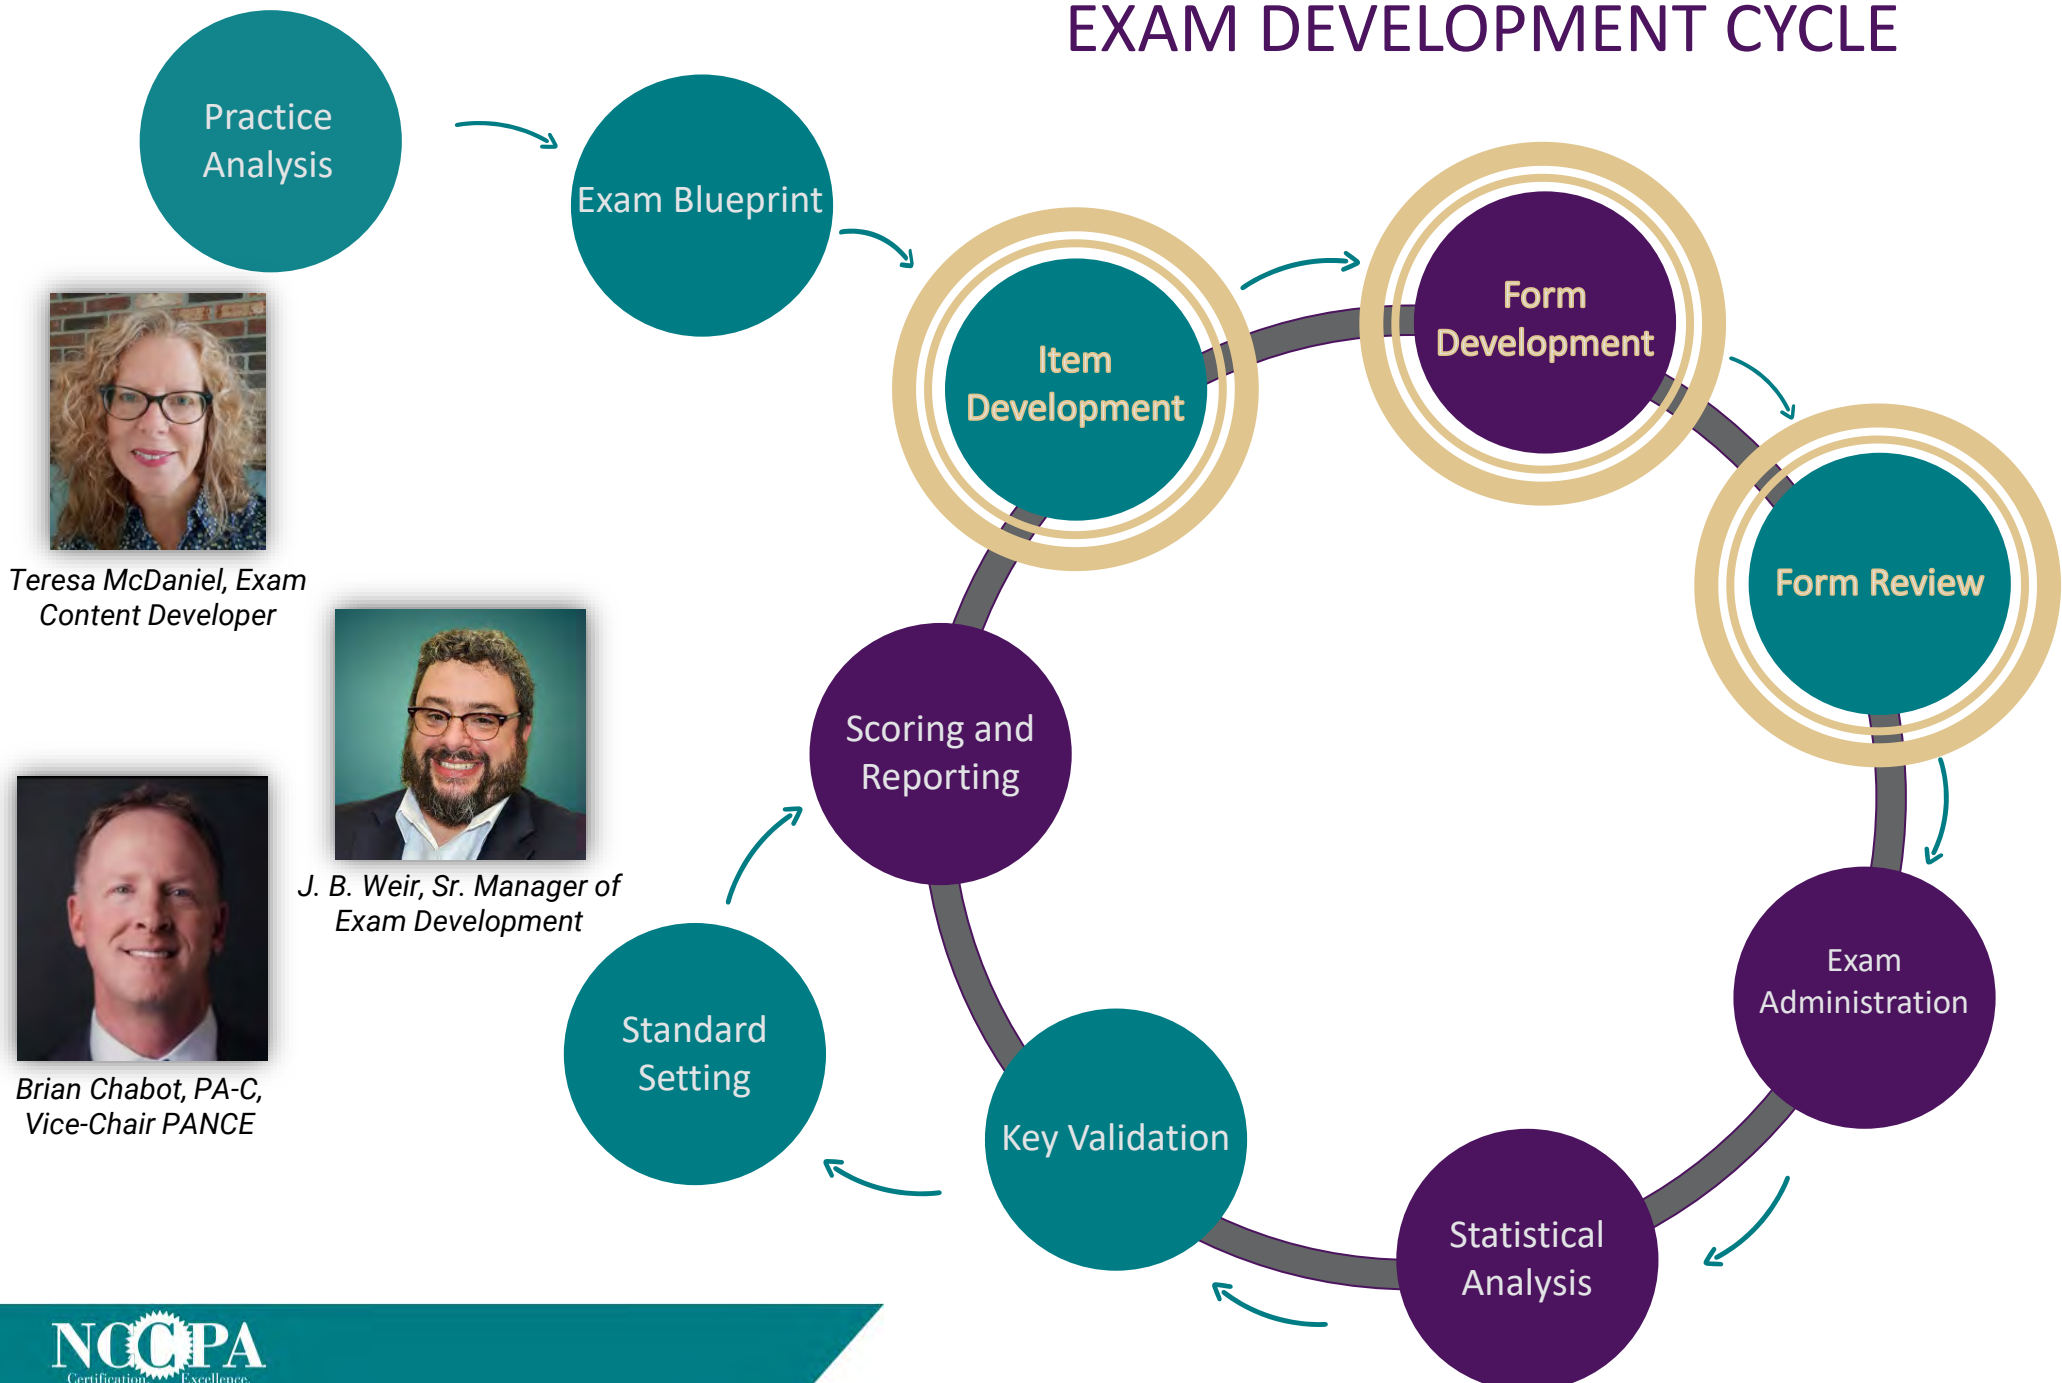 EXAM DEVELOPMENT CYCLE
Practice
Analysis
Exam Blueprint
Item
Development
Form
Development
Form Review
Exam
Administration
Statistical
Analysis
Key Validation
Standard
Setting
Scoring and
Reporting
Teresa McDaniel, Exam
Content Developer
J. B. Weir, Sr. Manager of
Exam Development
Brian Chabot, PA-C,
Vice-Chair PANCE
NCCPA
Certification. Excellence.